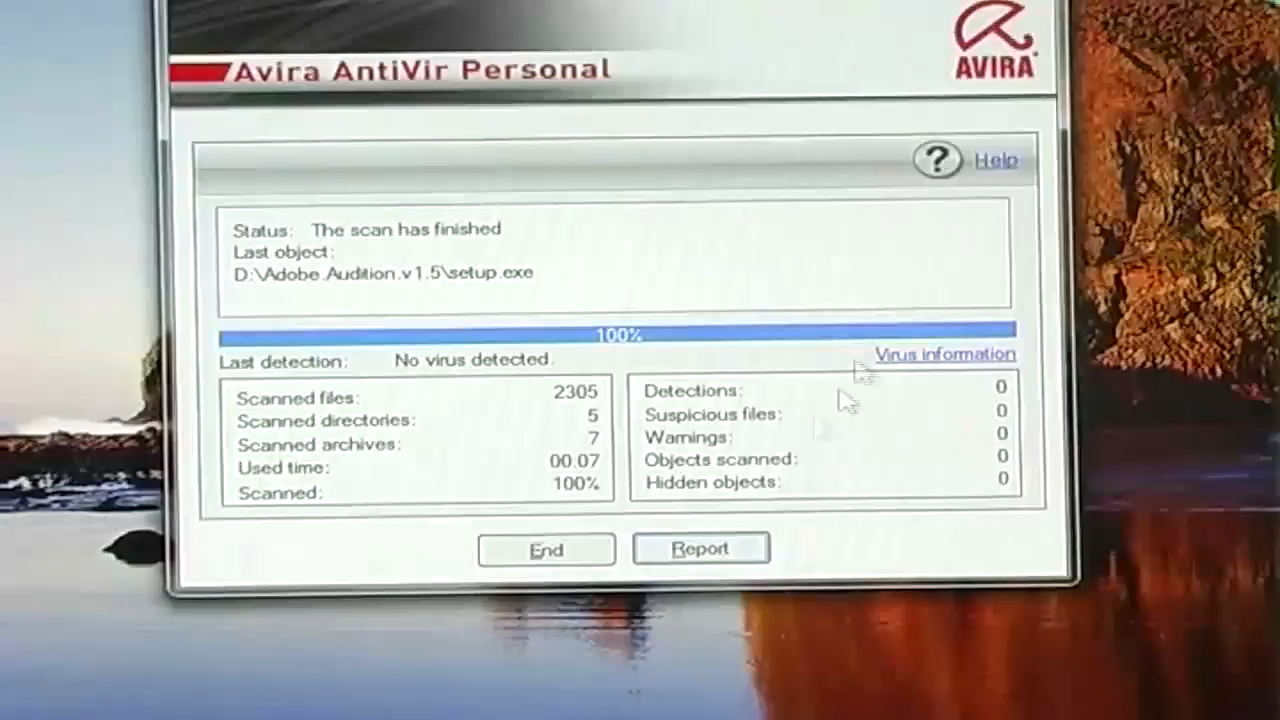 Avira AntiVir Personal
AVIRA
? Help
Status: The scan has finished
Last object:
D:\Adobe.Audition.v1.5\setup.exe
100%
Last detection: No virus detected.
Virus information
Scanned files: 2305
Scanned directories: 5
Scanned archives: 7
Used time: 00:07
Scanned: 100%
Detections: 0
Suspicious files: 0
Warnings: 0
Objects scanned: 0
Hidden objects: 0
End
Report